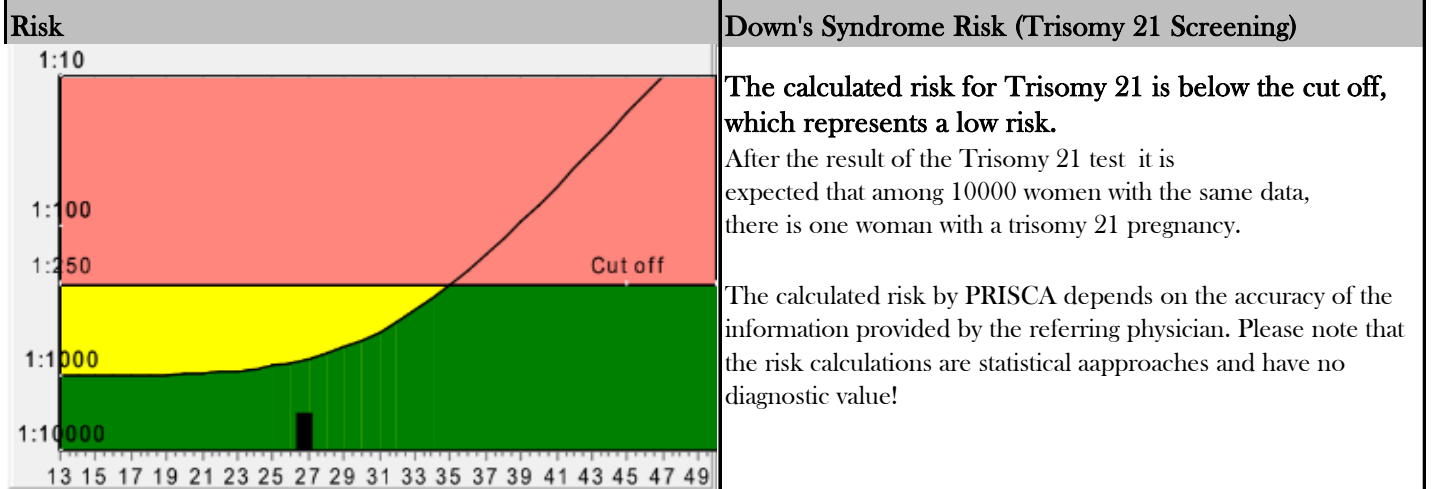 Risk
1:10
1:100
1:250
Cut off
1:1000
1:10000
13 15 17 19 21 23 25 27 29 31 33 35 37 39 41 43 45 47 49
Down's Syndrome Risk (Trisomy 21 Screening)
The calculated risk for Trisomy 21 is below the cut off,
which represents a low risk.
After the result of the Trisomy 21 test it is
expected that among 10000 women with the same data,
there is one woman with a trisomy 21 pregnancy.
The calculated risk by PRISCA depends on the accuracy of the
information provided by the referring physician. Please note that
the risk calculations are statistical aapproaches and have no
diagnostic value!